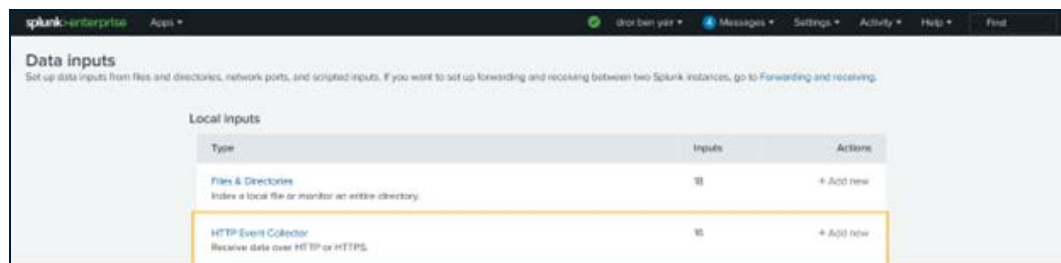 splunk>enterprise Apps dror ben yair 4 Messages Settings Activity Help Find
Data inputs
Set up data inputs from files and directories, network ports, and scripted inputs. If you want to set up forwarding and receiving between two Splunk instances, go to Forwarding and receiving.
Local inputs
Type Inputs Actions
Files & Directories + Add new
Index a local file or monitor an entire directory.
HTTP Event Collector + Add new
Receive data over HTTP or HTTPS.